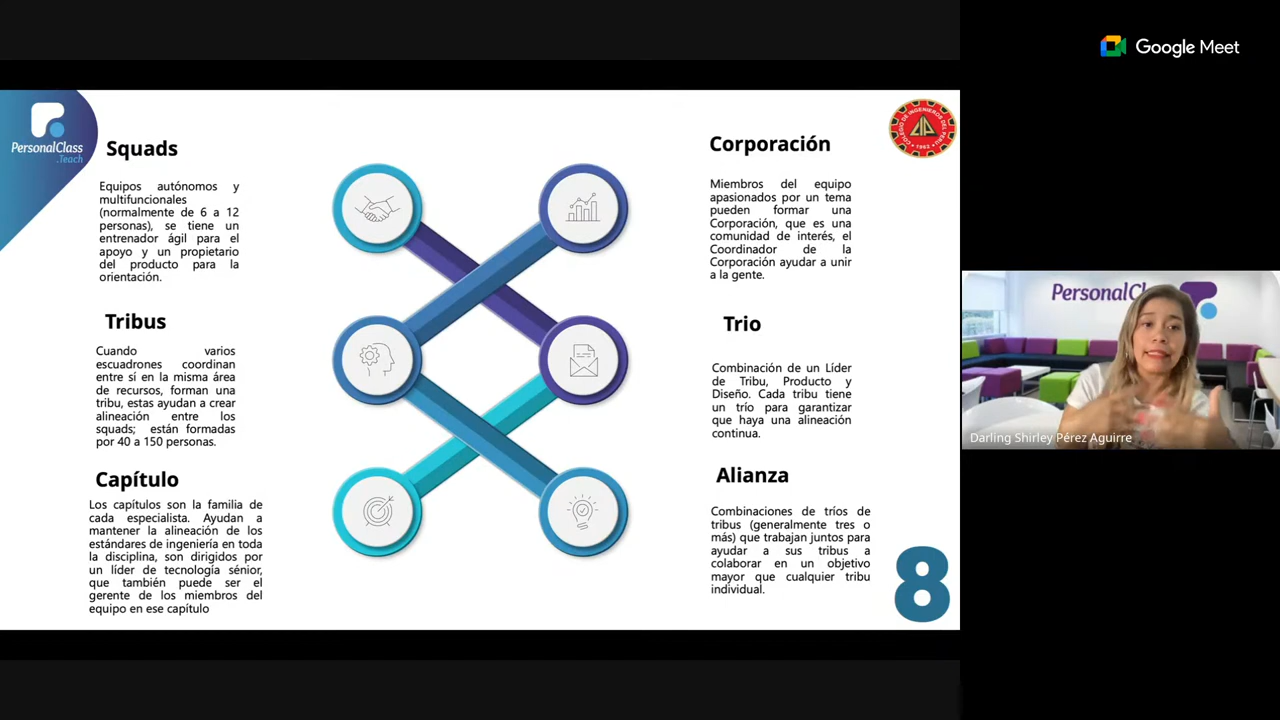 Google Meet
PersonalClass
.Teach
COLEGIO DE INGENIEROS DEL PERU
CIP
1962
Squads
Equipos autónomos y
multifuncionales
(normalmente de 6 a 12
personas), se tiene un
entrenador ágil para el
apoyo y un propietario
del producto para la
orientación.
Tribus
Cuando varios
escuadrones coordinan
entre sí en la misma área
de recursos, forman una
tribu, estas ayudan a crear
alineación entre los
squads; están formadas
por 40 a 150 personas.
Capítulo
Los capítulos son la familia de
cada especialista. Ayudan a
mantener la alineación de los
estándares de ingeniería en toda
la disciplina, son dirigidos por
un líder de tecnología sénior,
que también puede ser el
gerente de los miembros del
equipo en ese capítulo
Corporación
Miembros del equipo
apasionados por un tema
pueden formar una
Corporación, que es una
comunidad de interés, el
Coordinador de la
Corporación ayudar a unir
a la gente.
Trio
Combinación de un Líder
de Tribu, Producto y
Diseño. Cada tribu tiene
un trío para garantizar
que haya una alineación
continua.
Alianza
Combinaciones de tríos de
tribus (generalmente tres o
más) que trabajan juntos para
ayudar a sus tribus a
colaborar en un objetivo
mayor que cualquier tribu
individual.
8
PersonalCl
Darling Shirley Pérez Aguirre